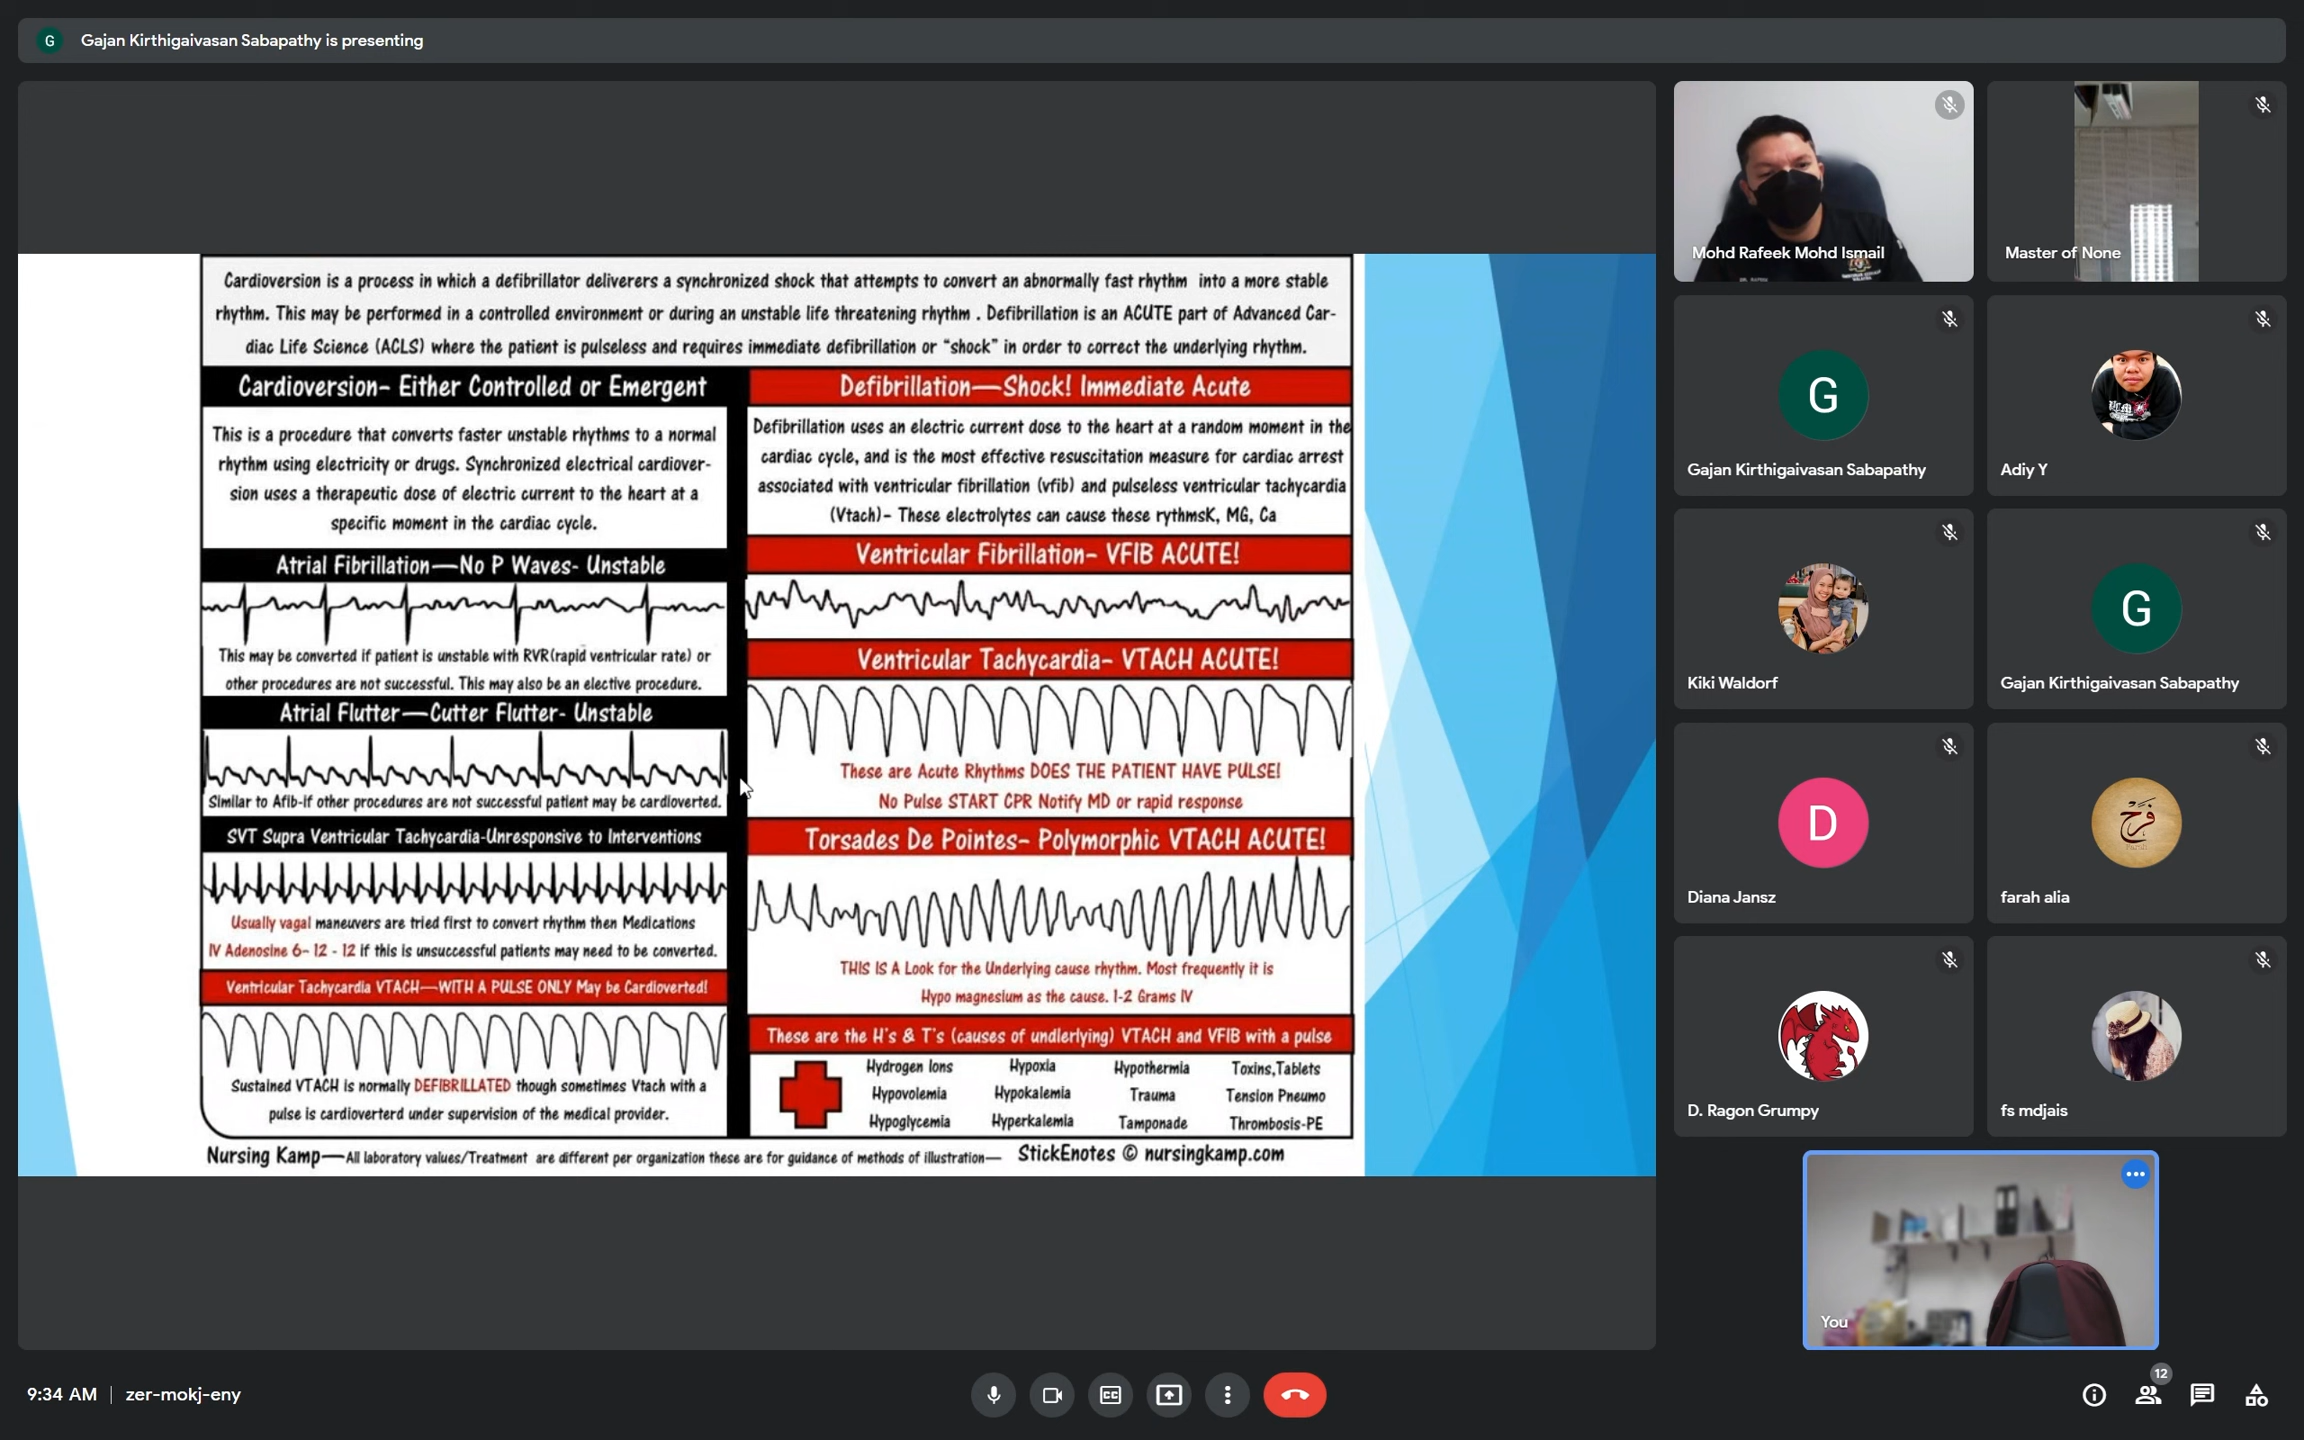 G Gajan Kirthigaivasan Sabapathy is presenting
Cardioversion is a process in which a defibrillator deliverers a synchronized shock that attempts to convert an abnormally fast rhythm into a more stable
rhythm. This may be performed in a controlled environment or during an unstable life threatening rhythm . Defibrillation is an ACUTE part of Advanced Car-
diac Life Science (ACLS) where the patient is pulseless and requires immediate defibrillation or “shock” in order to correct the underlying rhythm.
Cardioversion- Either Controlled or Emergent
This is a procedure that converts faster unstable rhythms to a normal
rhythm using electricity or drugs. Synchronized electrical cardiover-
sion uses a therapeutic dose of electric current to the heart at a
specific moment in the cardiac cycle.
Atrial Fibrillation—No P Waves- Unstable
This may be converted if patient is unstable with RVR(rapid ventricular rate) or
other procedures are not successful. This may also be an elective procedure.
Atrial Flutter—Cutter Flutter- Unstable
Similar to Afib-if other procedures are not successful patient may be cardioverted.
SVT Supra Ventricular Tachycardia-Unresponsive to Interventions
Usually vagal maneuvers are tried first to convert rhythm then Medications
IV Adenosine 6- 12 - 12 if this is unsuccessful patients may need to be converted.
Ventricular Tachycardia VTACH—WITH A PULSE ONLY May be Cardioverted!
Sustained VTACH is normally DEFIBRILLATED though sometimes Vtach with a
pulse is cardioverterd under supervision of the medical provider.
Defibrillation—Shock! Immediate Acute
Defibrillation uses an electric current dose to the heart at a random moment in the
cardiac cycle, and is the most effective resuscitation measure for cardiac arrest
associated with ventricular fibrillation (vfib) and pulseless ventricular tachycardia
(Vtach)- These electrolytes can cause these rythmsK, MG, Ca
Ventricular Fibrillation- VFIB ACUTE!
Ventricular Tachycardia- VTACH ACUTE!
These are Acute Rhythms DOES THE PATIENT HAVE PULSE!
No Pulse START CPR Notify MD or rapid response
Torsades De Pointes- Polymorphic VTACH ACUTE!
THIS IS A Look for the Underlying cause rhythm. Most frequently it is
Hypo magnesium as the cause. 1-2 Grams IV
These are the H's & T's (causes of undlerlying) VTACH and VFIB with a pulse
Hydrogen Ions Hypoxia Hypothermia Toxins,Tablets
Hypovolemia Hypokalemia Trauma Tension Pneumo
Hypoglycemia Hyperkalemia Tamponade Thrombosis-PE
Nursing Kamp—All laboratory values/Treatment are different per organization these are for guidance of methods of illustration— StickEnotes © nursingkamp.com
Mohd Rafeek Mohd Ismail
Master of None
G
Gajan Kirthigaivasan Sabapathy
Adiy Y
Kiki Waldorf
G
Gajan Kirthigaivasan Sabapathy
D
Diana Jansz
فرح
farah alia
D. Ragon Grumpy
fs mdjais
You
9:34 AM | zer-mokj-eny
CC
12